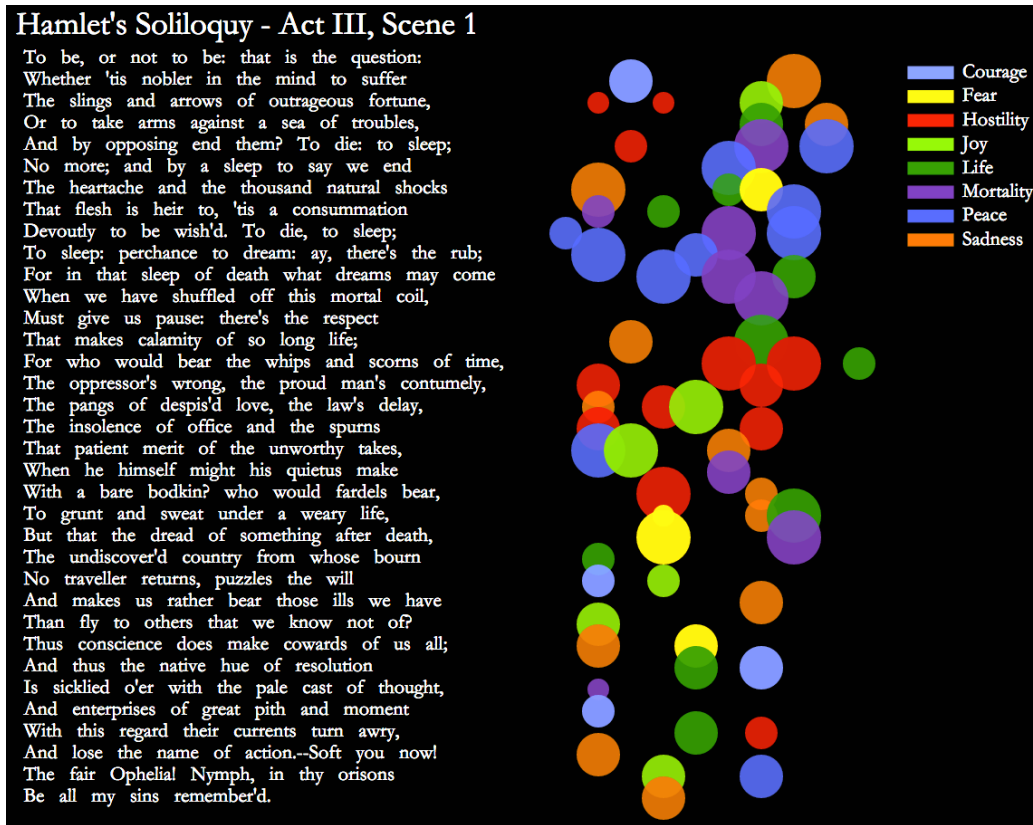 Hamlet's Soliloquy - Act III, Scene 1
To be, or not to be: that is the question:
Whether 'tis nobler in the mind to suffer
The slings and arrows of outrageous fortune,
Or to take arms against a sea of troubles,
And by opposing end them? To die: to sleep;
No more; and by a sleep to say we end
The heartache and the thousand natural shocks
That flesh is heir to, 'tis a consummation
Devoutly to be wish'd. To die, to sleep;
To sleep: perchance to dream: ay, there's the rub;
For in that sleep of death what dreams may come
When we have shuffled off this mortal coil,
Must give us pause: there's the respect
That makes calamity of so long life;
For who would bear the whips and scorns of time,
The oppressor's wrong, the proud man's contumely,
The pangs of despis'd love, the law's delay,
The insolence of office and the spurns
That patient merit of the unworthy takes,
When he himself might his quietus make
With a bare bodkin? who would fardels bear,
To grunt and sweat under a weary life,
But that the dread of something after death,
The undiscover'd country from whose bourn
No traveller returns, puzzles the will
And makes us rather bear those ills we have
Than fly to others that we know not of?
Thus conscience does make cowards of us all;
And thus the native hue of resolution
Is sicklied o'er with the pale cast of thought,
And enterprises of great pith and moment
With this regard their currents turn awry,
And lose the name of action.--Soft you now!
The fair Ophelia! Nymph, in thy orisons
Be all my sins remember'd.
Courage
Fear
Hostility
Joy
Life
Mortality
Peace
Sadness